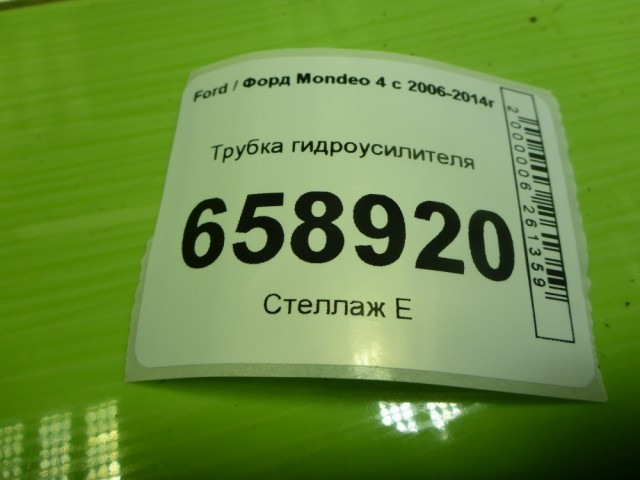 Ford / Форд Mondeo 4 с 2006-2014г
Трубка гидроусилителя
658920
Стеллаж Е
2000006261359